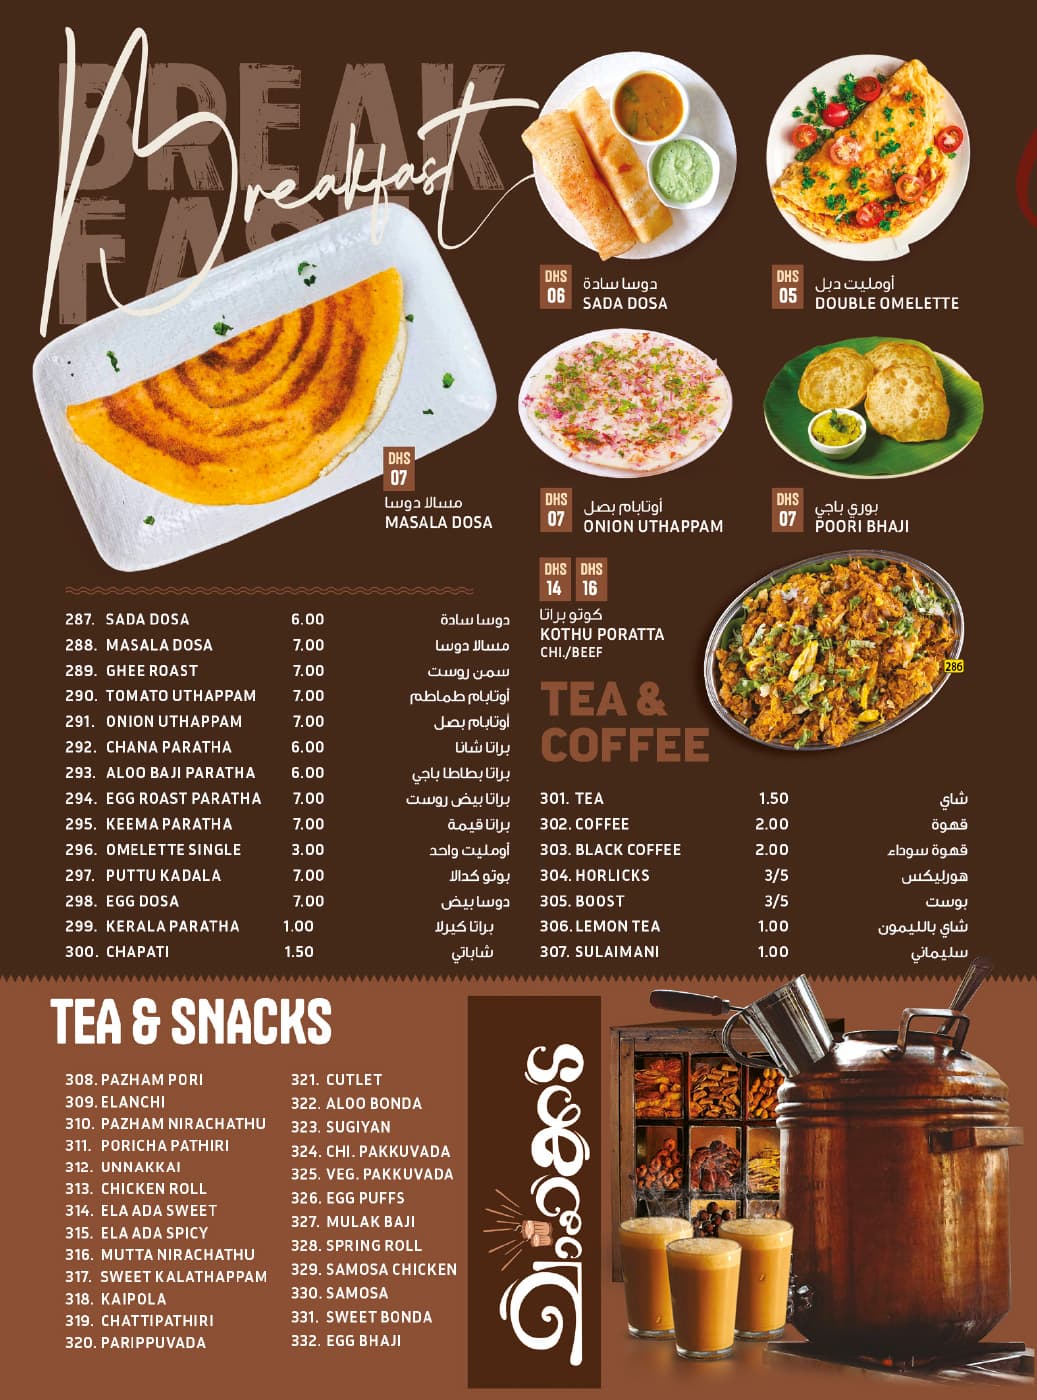 BREAK
FAST
Breakfast
DHS
06
دوسا سادة
SADA DOSA
DHS
05
أومليت دبل
DOUBLE OMELETTE
DHS
07
مسالا دوسا
MASALA DOSA
DHS
07
أوتابام بصل
ONION UTHAPPAM
DHS
07
بوري باجي
POORI BHAJI
DHS
14
DHS
16
كوتو براتا
KOTHU PORATTA
CHI./BEEF
286
287. SADA DOSA 6.00 دوسا سادة
288. MASALA DOSA 7.00 مسالا دوسا
289. GHEE ROAST 7.00 سمن روست
290. TOMATO UTHAPPAM 7.00 أوتابام طماطم
291. ONION UTHAPPAM 7.00 أوتابام بصل
292. CHANA PARATHA 6.00 براتا شانا
293. ALOO BAJI PARATHA 6.00 براتا بطاطا باجي
294. EGG ROAST PARATHA 7.00 براتا بيض روست
295. KEEMA PARATHA 7.00 براتا قيمة
296. OMELETTE SINGLE 3.00 أومليت واحد
297. PUTTU KADALA 7.00 بوتو كدالا
298. EGG DOSA 7.00 دوسا بيض
299. KERALA PARATHA 1.00 براتا كيرلا
300. CHAPATI 1.50 شاباتي
TEA &
COFFEE
301. TEA 1.50 شاي
302. COFFEE 2.00 قهوة
303. BLACK COFFEE 2.00 قهوة سوداء
304. HORLICKS 3/5 هورليكس
305. BOOST 3/5 بوست
306. LEMON TEA 1.00 شاي بالليمون
307. SULAIMANI 1.00 سليماني
TEA & SNACKS
308. PAZHAM PORI
309. ELANCHI
310. PAZHAM NIRACHATHU
311. PORICHA PATHIRI
312. UNNAKKAI
313. CHICKEN ROLL
314. ELA ADA SWEET
315. ELA ADA SPICY
316. MUTTA NIRACHATHU
317. SWEET KALATHAPPAM
318. KAIPOLA
319. CHATTIPATHIRI
320. PARIPPUVADA
321. CUTLET
322. ALOO BONDA
323. SUGIYAN
324. CHI. PAKKUVADA
325. VEG. PAKKUVADA
326. EGG PUFFS
327. MULAK BAJI
328. SPRING ROLL
329. SAMOSA CHICKEN
330. SAMOSA
331. SWEET BONDA
332. EGG BHAJI